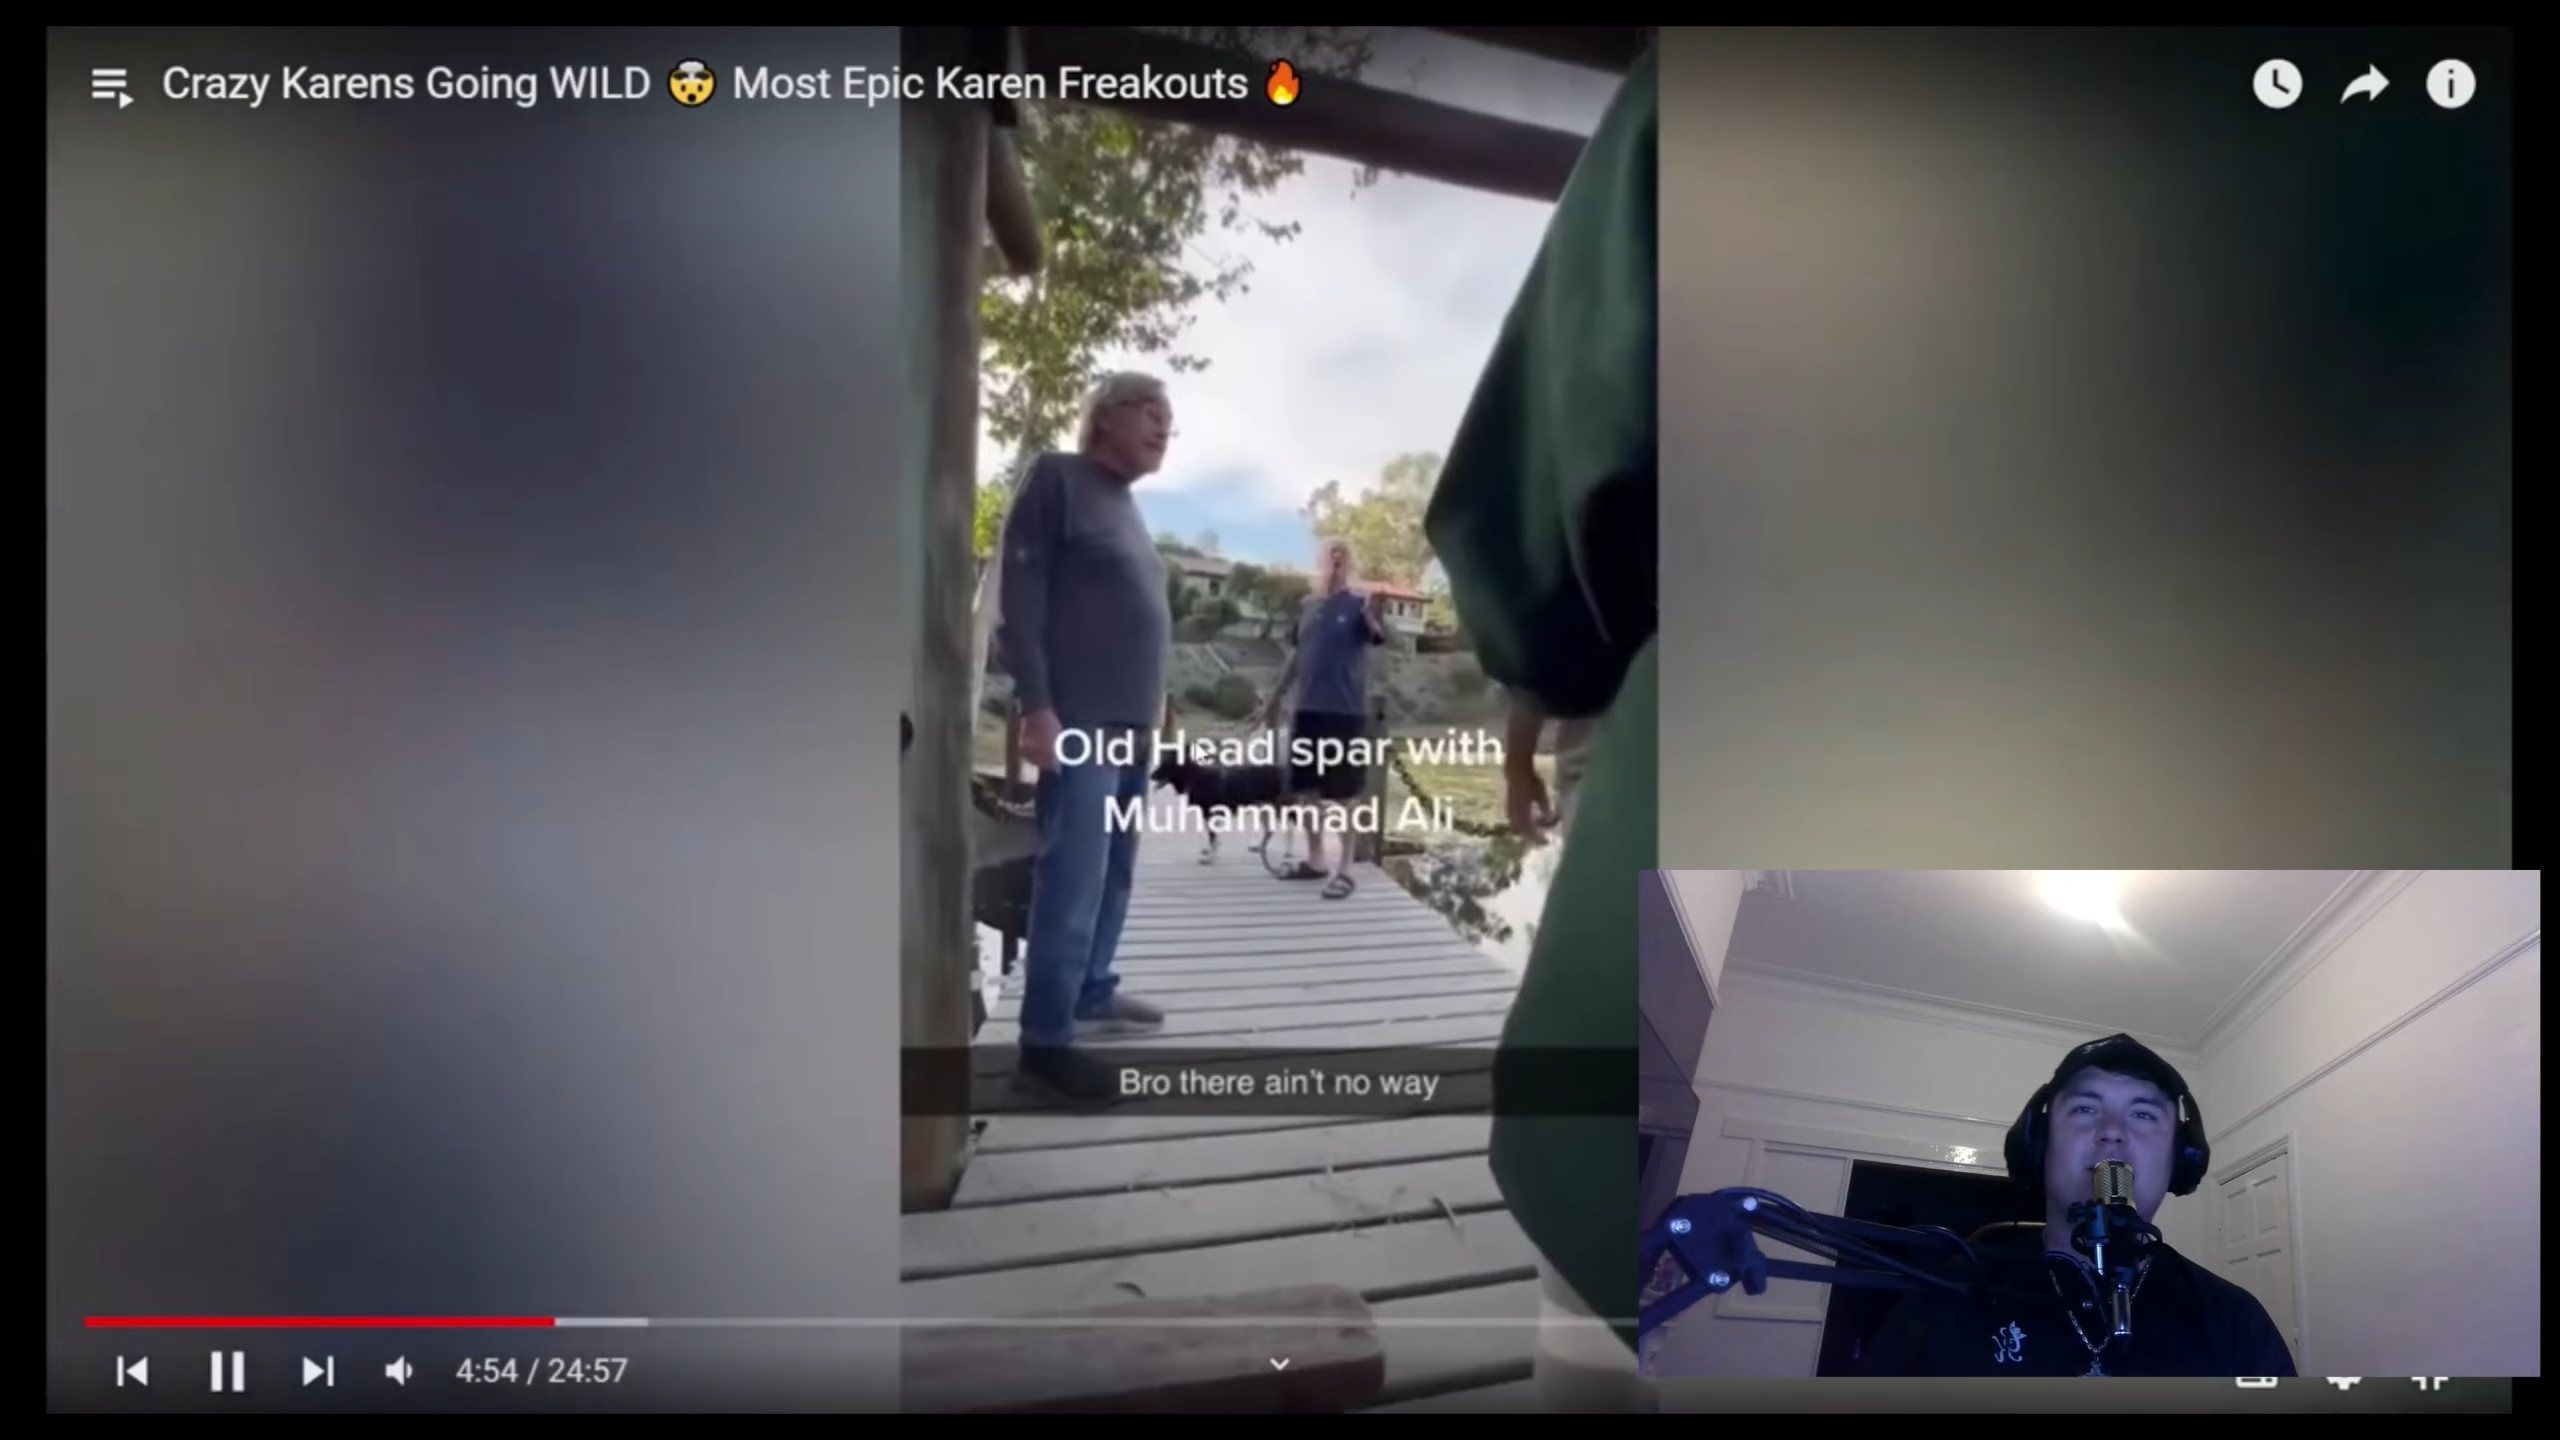 Crazy Karens Going WILD 🤯 Most Epic Karen Freakouts 🔥
Old Head spar with
Muhammad Ali
Bro there ain't no way
4:54 / 24:57